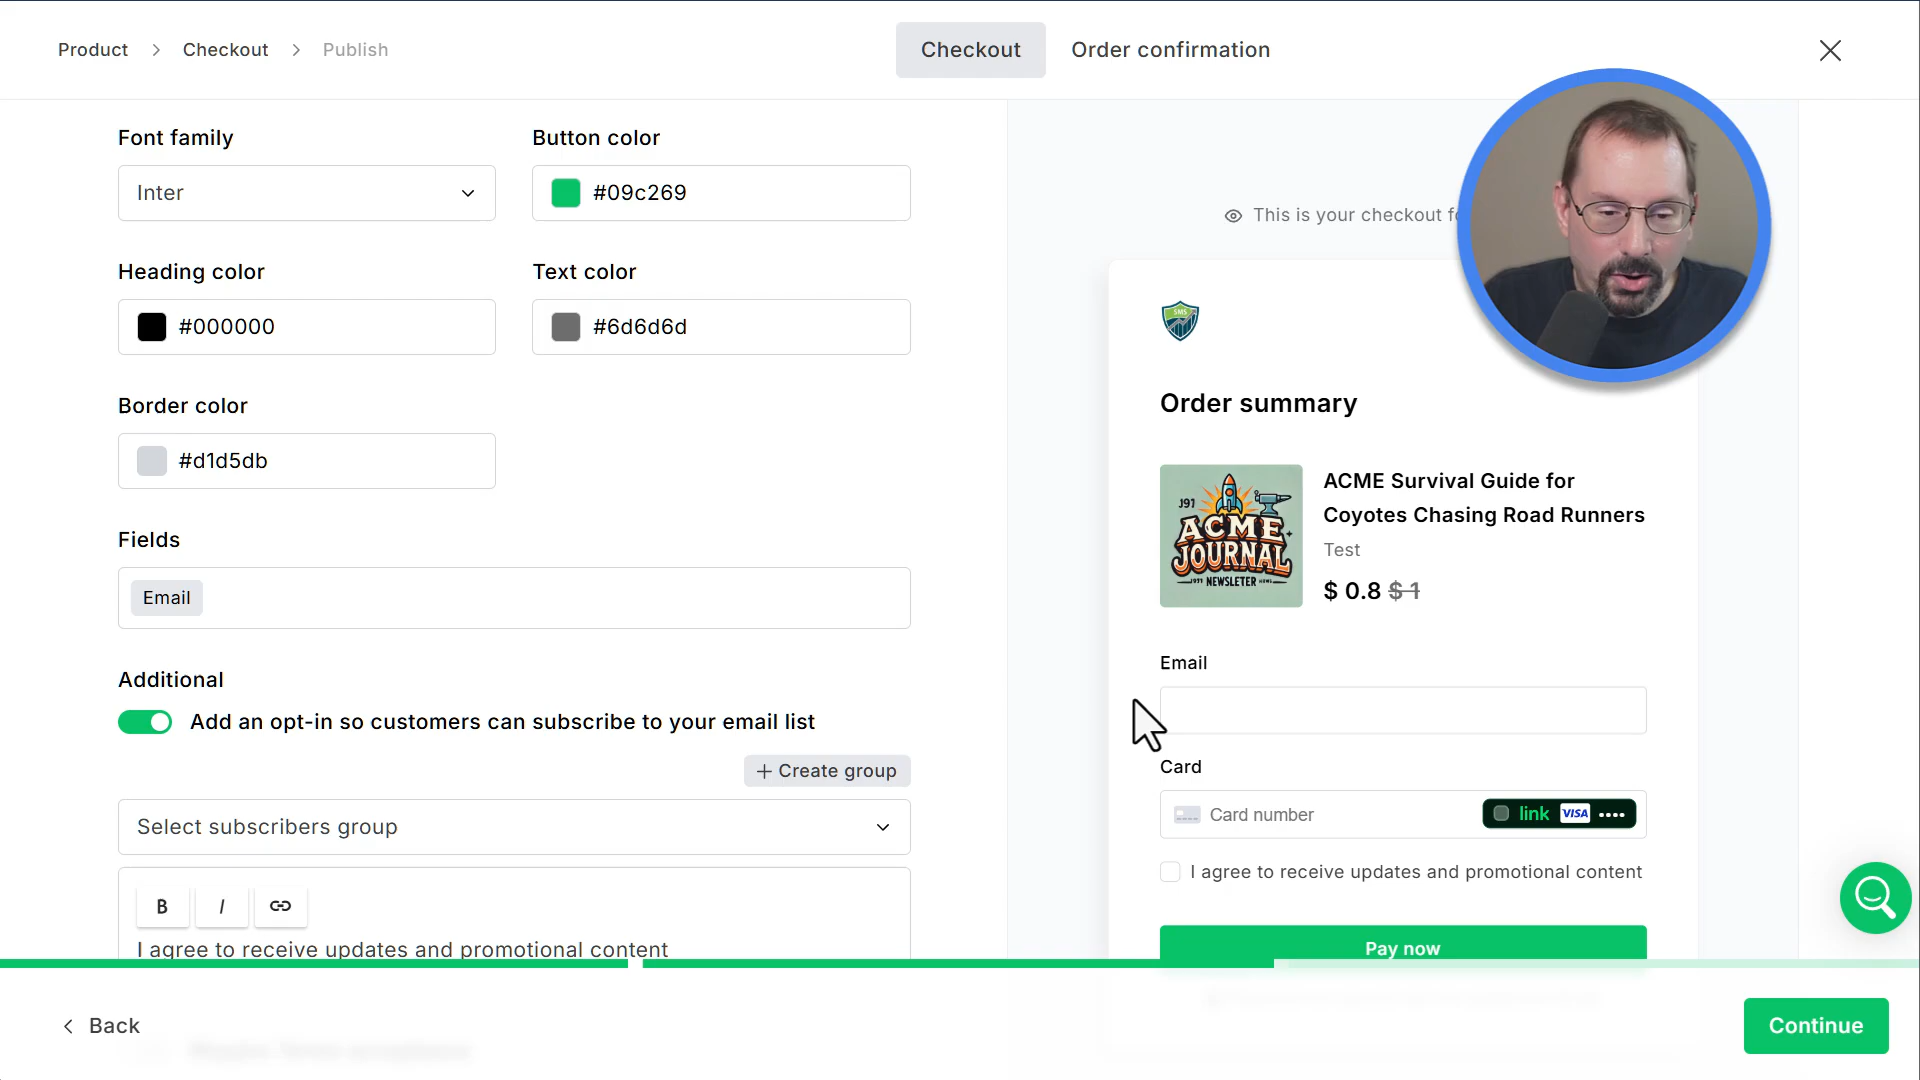 Product > Checkout > Publish
Checkout
Order confirmation
Font family
Inter
Button color
#09c269
Heading color
#000000
Text color
#6d6d6d
Border color
#d1d5db
Fields
Email
Additional
Add an opt-in so customers can subscribe to your email list
+ Create group
Select subscribers group
B I
I agree to receive updates and promotional content
This is your checkout
SMS
Order summary
ACME
JOURNAL
ACME Survival Guide for
Coyotes Chasing Road Runners
Test
$ 0.8 $ 1
Email
Card
Card number
link VISA ••••
I agree to receive updates and promotional content
Pay now
Back
Continue